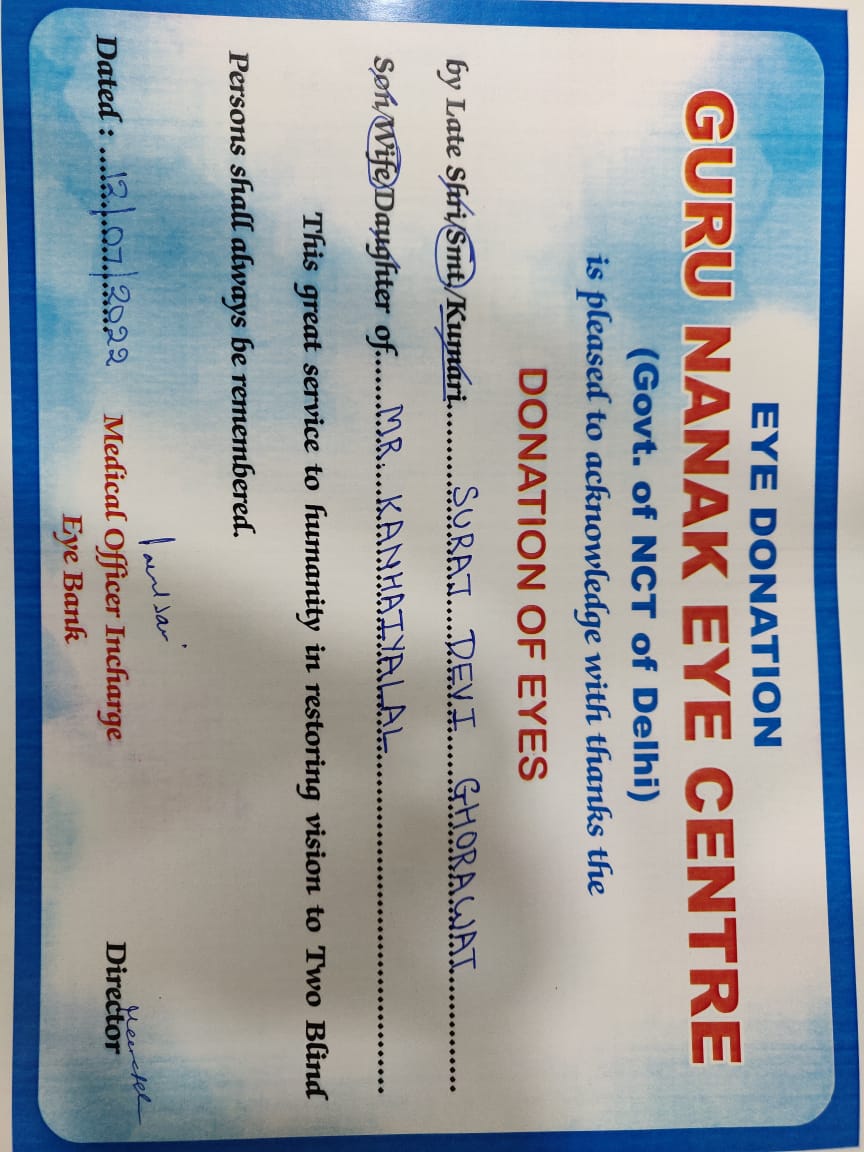 EYE DONATION
GURU NANAK EYE CENTRE
(Govt. of NCT of Delhi)
is pleased to acknowledge with thanks the
DONATION OF EYES
by Late Shri/Smt/Kumari SURAJ DEVI GHORAWAT
Son/Wife/Daughter of MR. KANHAIYALAL
This great service to humanity in restoring vision to Two Blind
Persons shall always be remembered.
Dated : 12/07/2022
Medical Officer Incharge
Eye Bank
Director